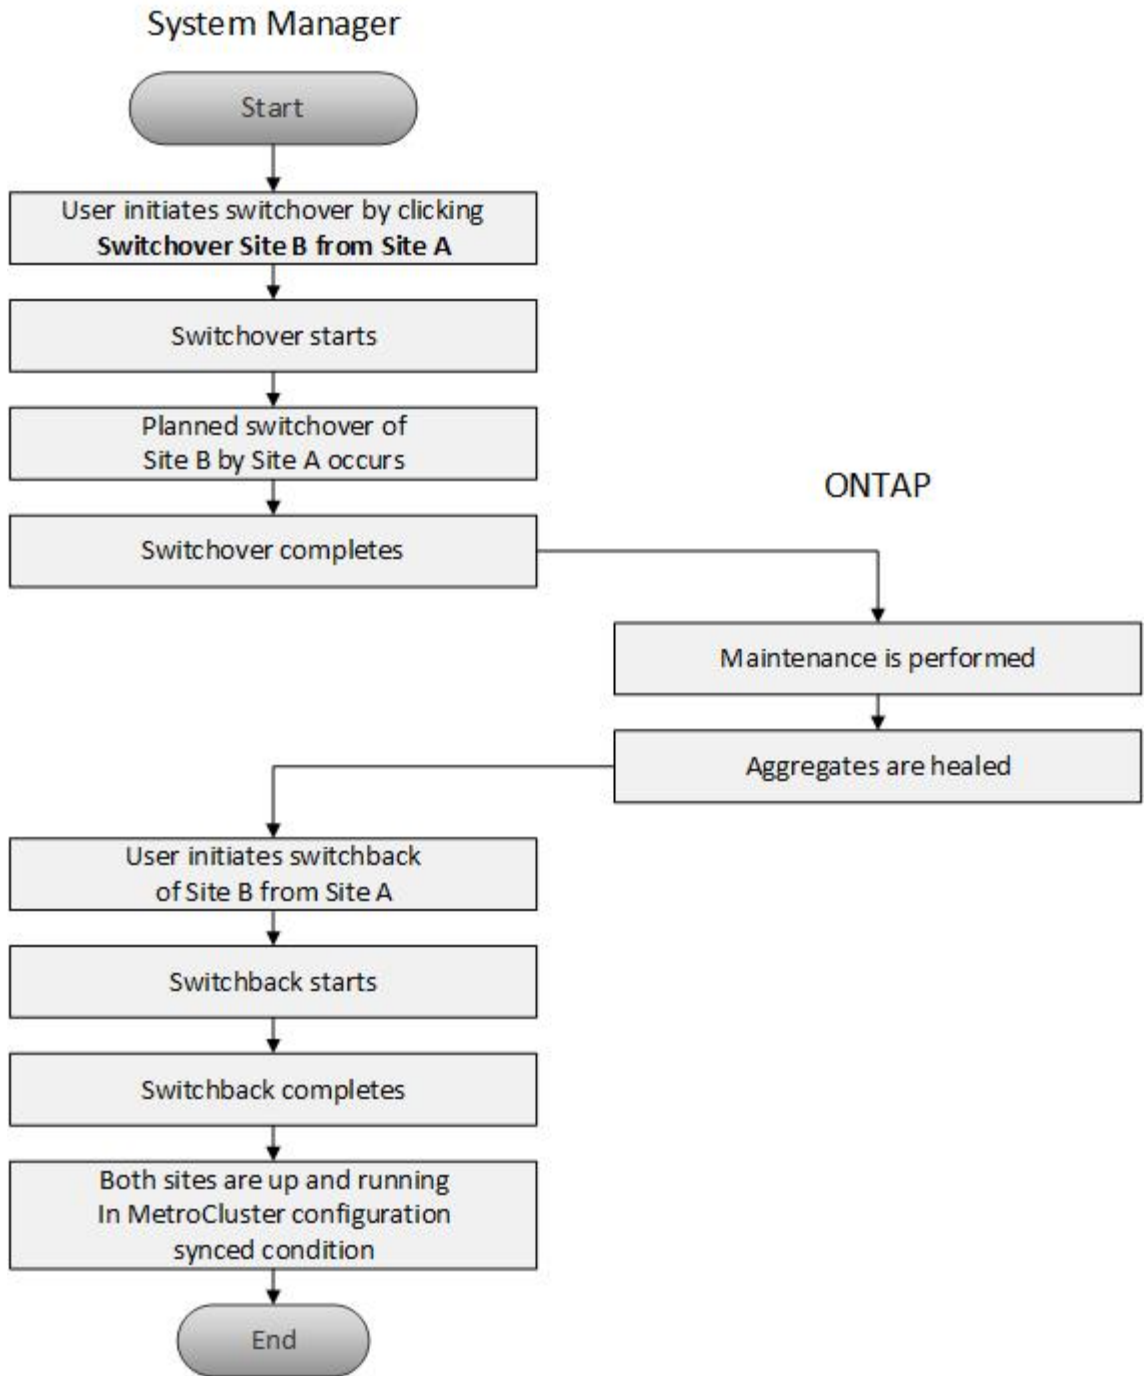 System Manager
Start
User initiates switchover by clicking
Switchover Site B from Site A
Switchover starts
Planned switchover of
Site B by Site A occurs
Switchover completes
ONTAP
Maintenance is performed
Aggregates are healed
User initiates switchback
of Site B from Site A
Switchback starts
Switchback completes
Both sites are up and running
In MetroCluster configuration
synced condition
End